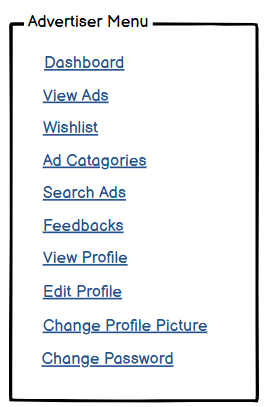 Advertiser Menu
Dashboard
View Ads
Wishlist
Ad Catagories
Search Ads
Feedbacks
View Profile
Edit Profile
Change Profile Picture
Change Password